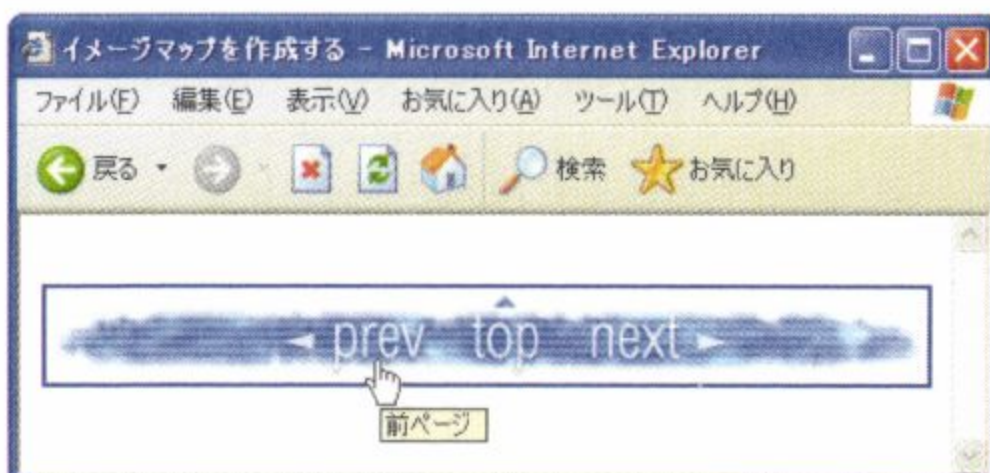 イメージマップを作成する - Microsoft Internet Explorer
ファイル(F) 編集(E) 表示(V) お気に入り(A) ツール(T) ヘルプ(H)
戻る 検索 お気に入り
prev top next
前ページ